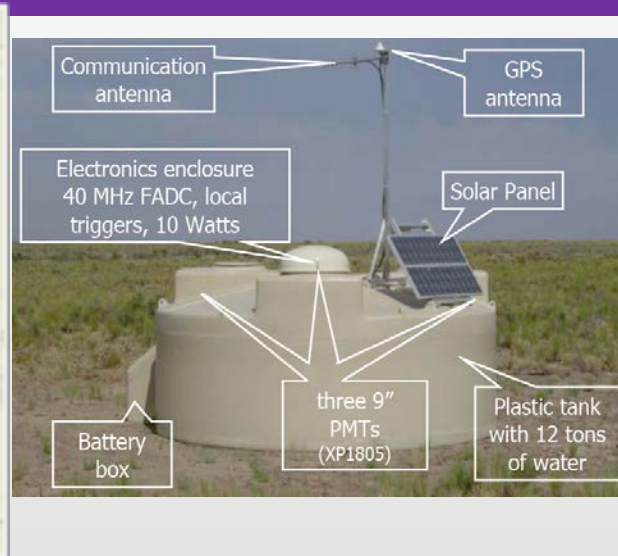 Communication
antenna
GPS
antenna
Electronics enclosure
40 MHz FADC, local
triggers, 10 Watts
Solar Panel
three 9”
PMTs
(XP1805)
Plastic tank
with 12 tons
of water
Battery
box